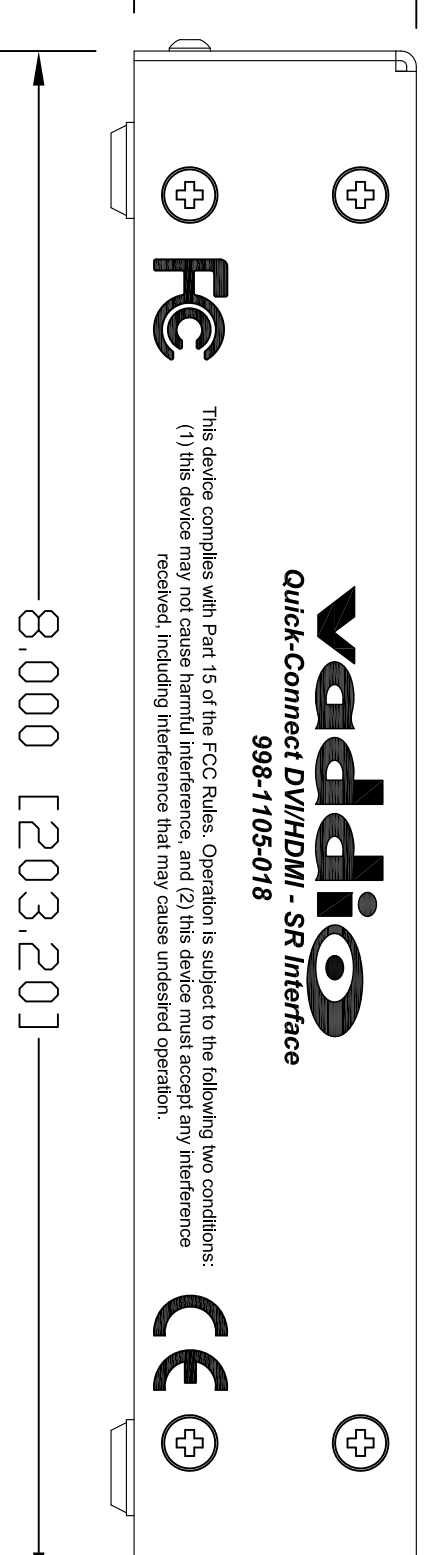 vaddio
Quick-Connect DVI/HDMI - SR Interface
998-1105-018
FC
This device complies with Part 15 of the FCC Rules. Operation is subject to the following two conditions:
(1) this device may not cause harmful interference, and (2) this device must accept any interference
received, including interference that may cause undesired operation.
CE
8.000 [203.20]